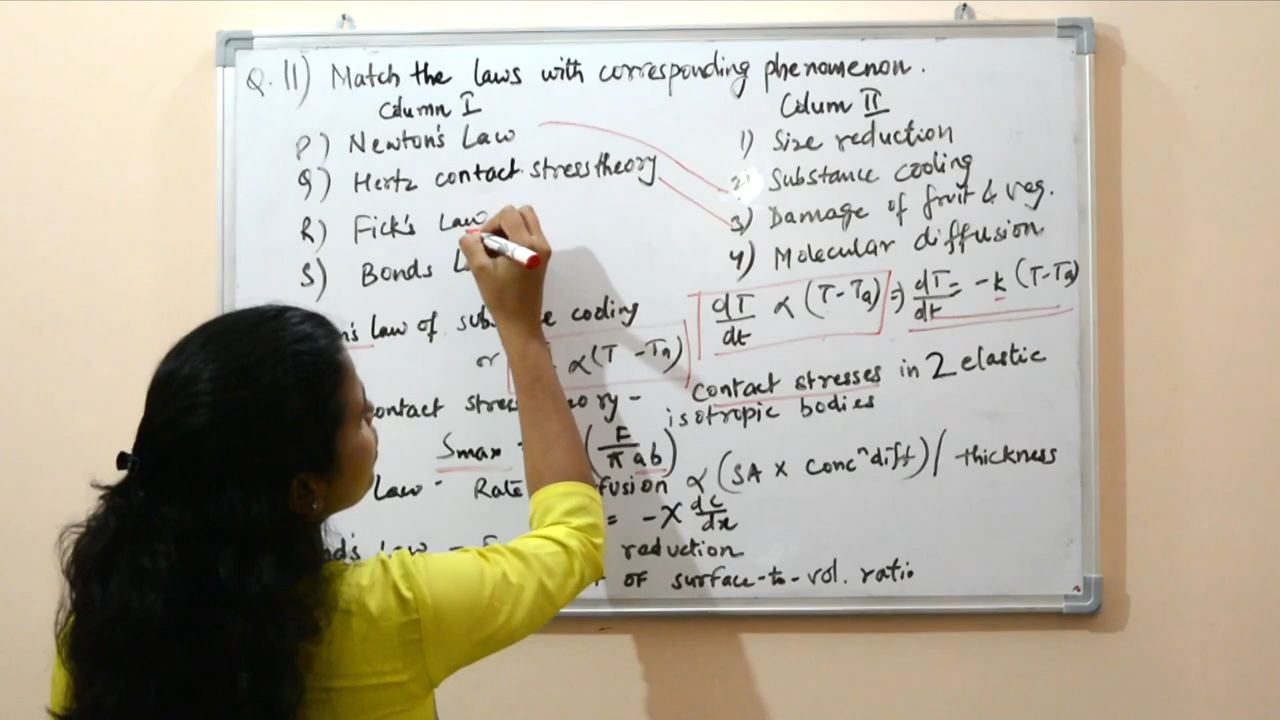 Q. 11) Match the laws with corresponding phenomenon.
Column I
Colum II
P) Newton's Law
1) Size reduction
Q) Hertz contact stress theory
2) Substance cooling
R) Fick's Law
3) Damage of fruit & veg.
S) Bonds
4) Molecular diffusion
law of
cooling
dT/dt ∝ (T-Ta) ⇒ dT/dt = -k (T-Ta)
or
∝(T-Ta)
contact stresses in 2 elastic
isotropic bodies
Smax
(F/πab)
Law - Rate
∝ (SA × concⁿ diff)/ thickness
= -X dc/dx
Law -
reduction
of surface-to-vol. ratio